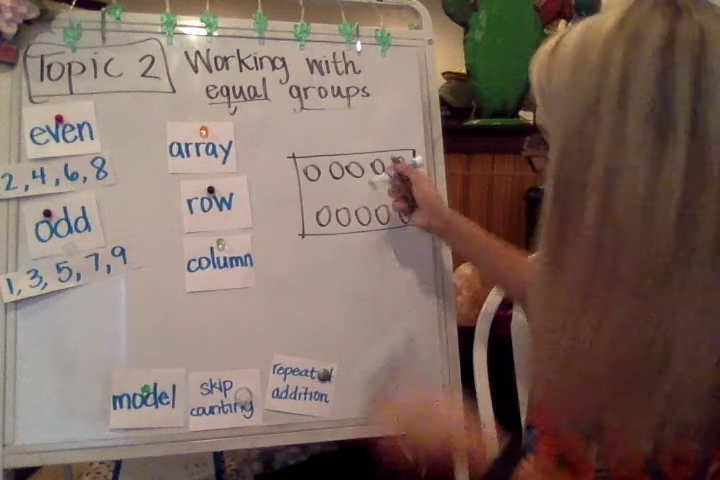 Topic 2 Working with
equal groups
even
2, 4, 6, 8
odd
1, 3, 5, 7, 9
array
row
column
model
skip
counting
repeat
addition